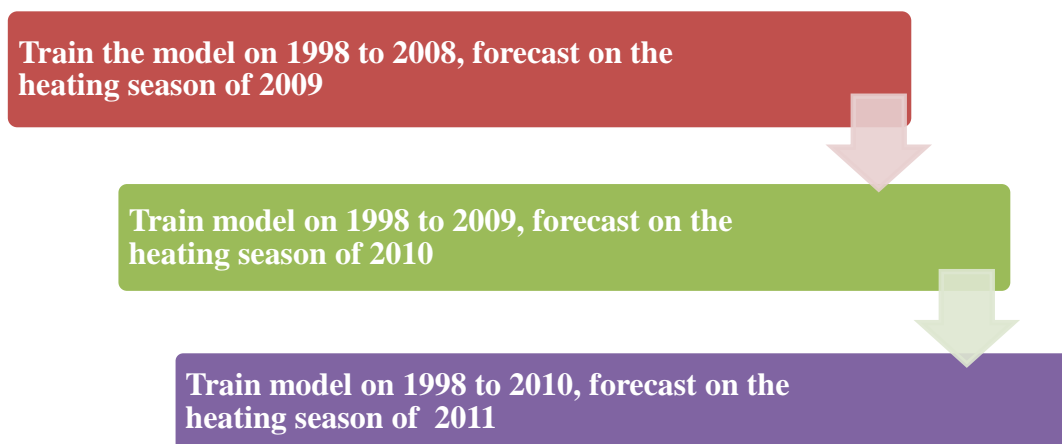 Train the model on 1998 to 2008, forecast on the
heating season of 2009
Train model on 1998 to 2009, forecast on the
heating season of 2010
Train model on 1998 to 2010, forecast on the
heating season of  2011